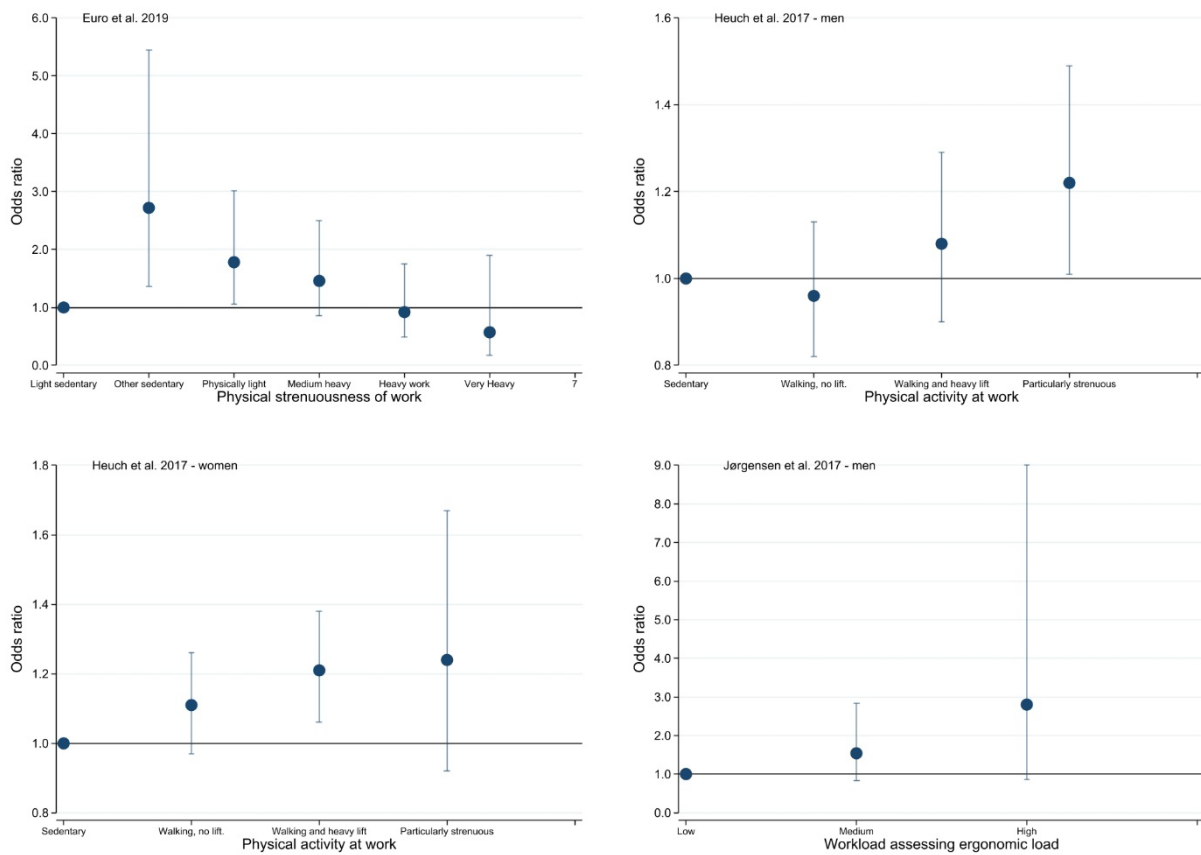 Euro et al. 2019
Odds ratio
6.0
5.0
4.0
3.0
2.0
1.0
0.0
Light sedentary Other sedentary Physically light Medium heavy Heavy work Very Heavy 7
Physical strenuousness of work
Heuch et al. 2017 - men
Odds ratio
1.6
1.4
1.2
1.0
0.8
Sedentary Walking, no lift. Walking and heavy lift Particularly strenuous
Physical activity at work
Heuch et al. 2017 - women
Odds ratio
1.8
1.6
1.4
1.2
1.0
0.8
Sedentary Walking, no lift. Walking and heavy lift Particularly strenuous
Physical activity at work
Jørgensen et al. 2017 - men
Odds ratio
9.0
8.0
7.0
6.0
5.0
4.0
3.0
2.0
1.0
0.0
Low Medium High
Workload assessing ergonomic load